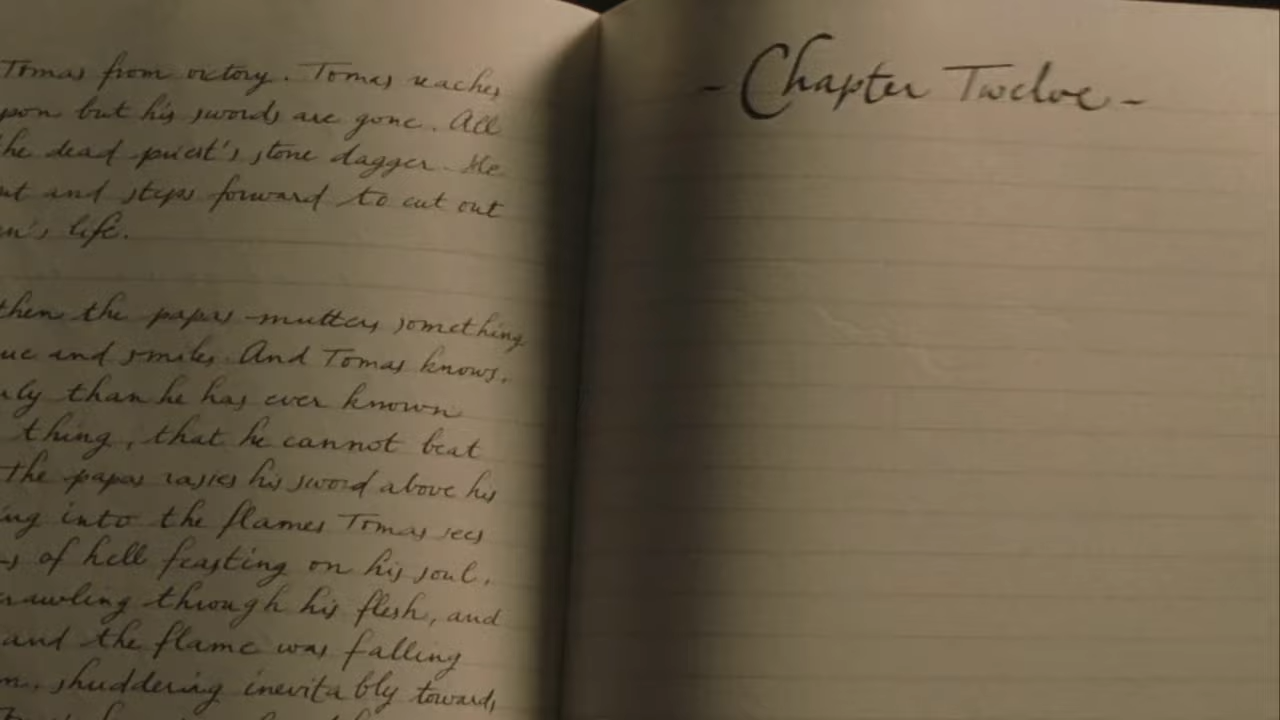 Tomas from victory. Tomas reaches
pon but his swords are gone. All
he dead priest's stone dagger. He
nt and steps forward to cut out
n's life.
then the papas mutters something
ue and smiles. And Tomas knows,
ly than he has ever known
thing, that he cannot beat
The papas rasies his sword above his
ing into the flames Tomas sees
s of hell feasting on his soul,
rawling through his flesh, and
and the flame was falling
m, shuddering inevitably towards
- Chapter Twelve -